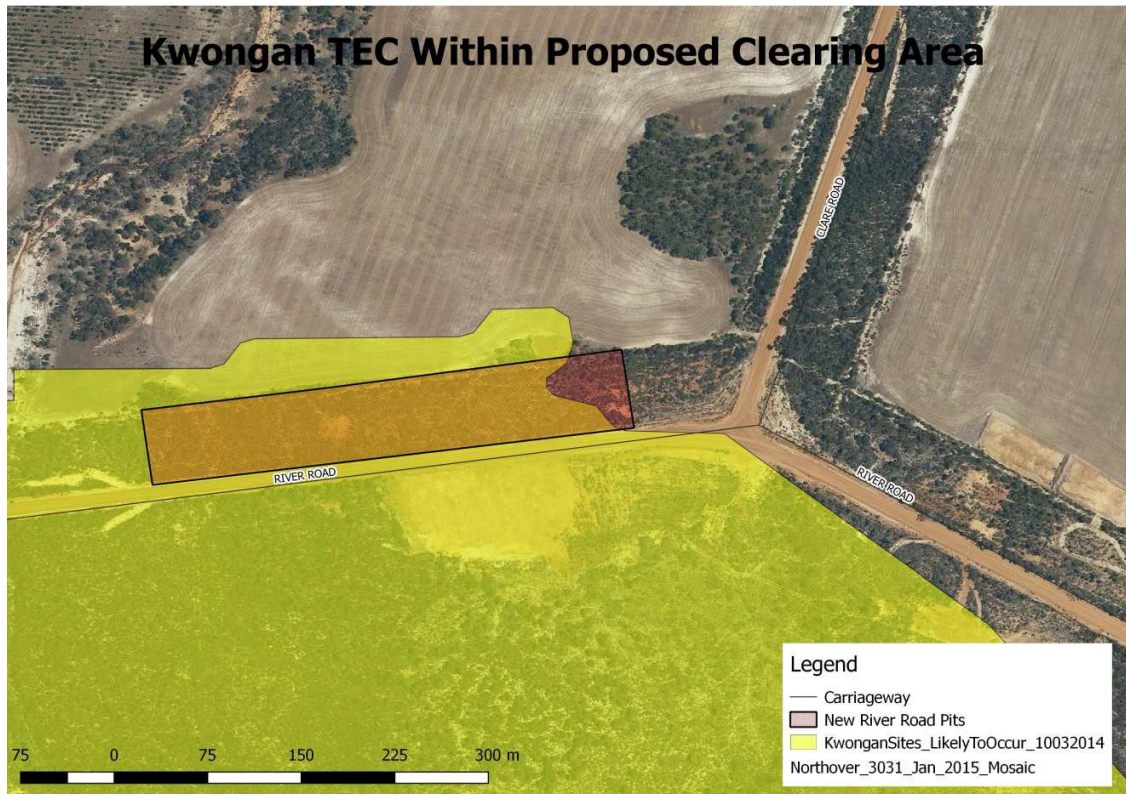 Kwongan TEC Within Proposed Clearing Area
CLARE ROAD
RIVER ROAD
RIVER ROAD
Legend
Carriageway
New River Road Pits
KwonganSites_LikelyToOccur_10032014
Northover_3031_Jan_2015_Mosaic
75 0 75 150 225 300 m